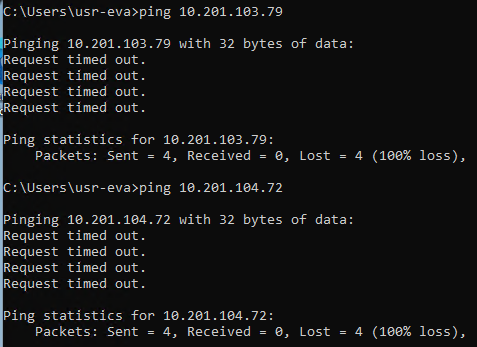 C:\Users\usr-eva>ping 10.201.103.79
Pinging 10.201.103.79 with 32 bytes of data:
Request timed out.
Request timed out.
Request timed out.
Request timed out.
Ping statistics for 10.201.103.79:
    Packets: Sent = 4, Received = 0, Lost = 4 (100% loss),
C:\Users\usr-eva>ping 10.201.104.72
Pinging 10.201.104.72 with 32 bytes of data:
Request timed out.
Request timed out.
Request timed out.
Request timed out.
Ping statistics for 10.201.104.72:
    Packets: Sent = 4, Received = 0, Lost = 4 (100% loss),